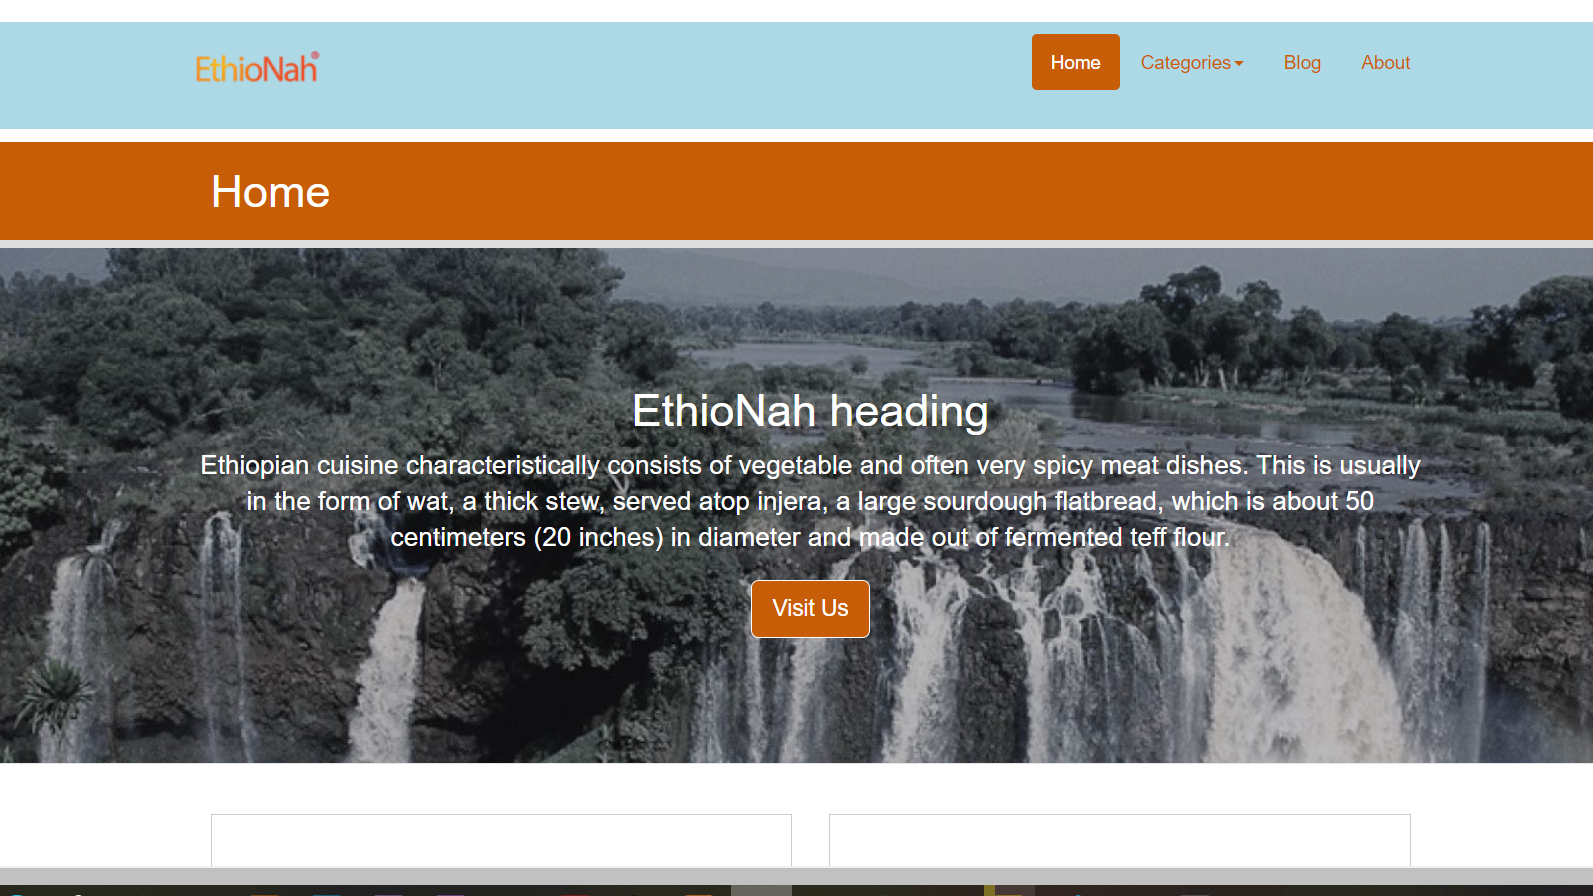 EthioNah®
Home Categories Blog About
Home
EthioNah heading
Ethiopian cuisine characteristically consists of vegetable and often very spicy meat dishes. This is usually
in the form of wat, a thick stew, served atop injera, a large sourdough flatbread, which is about 50
centimeters (20 inches) in diameter and made out of fermented teff flour.
Visit Us